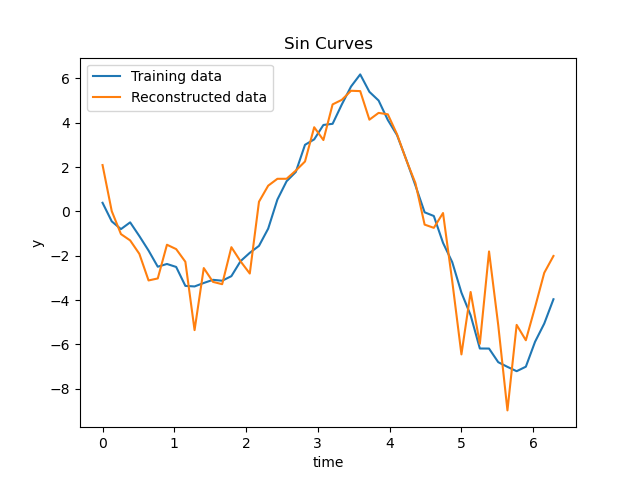 Sin Curves
Training data
Reconstructed data
6
4
2
0
−2
−4
−6
−8
y
0 1 2 3 4 5 6
time